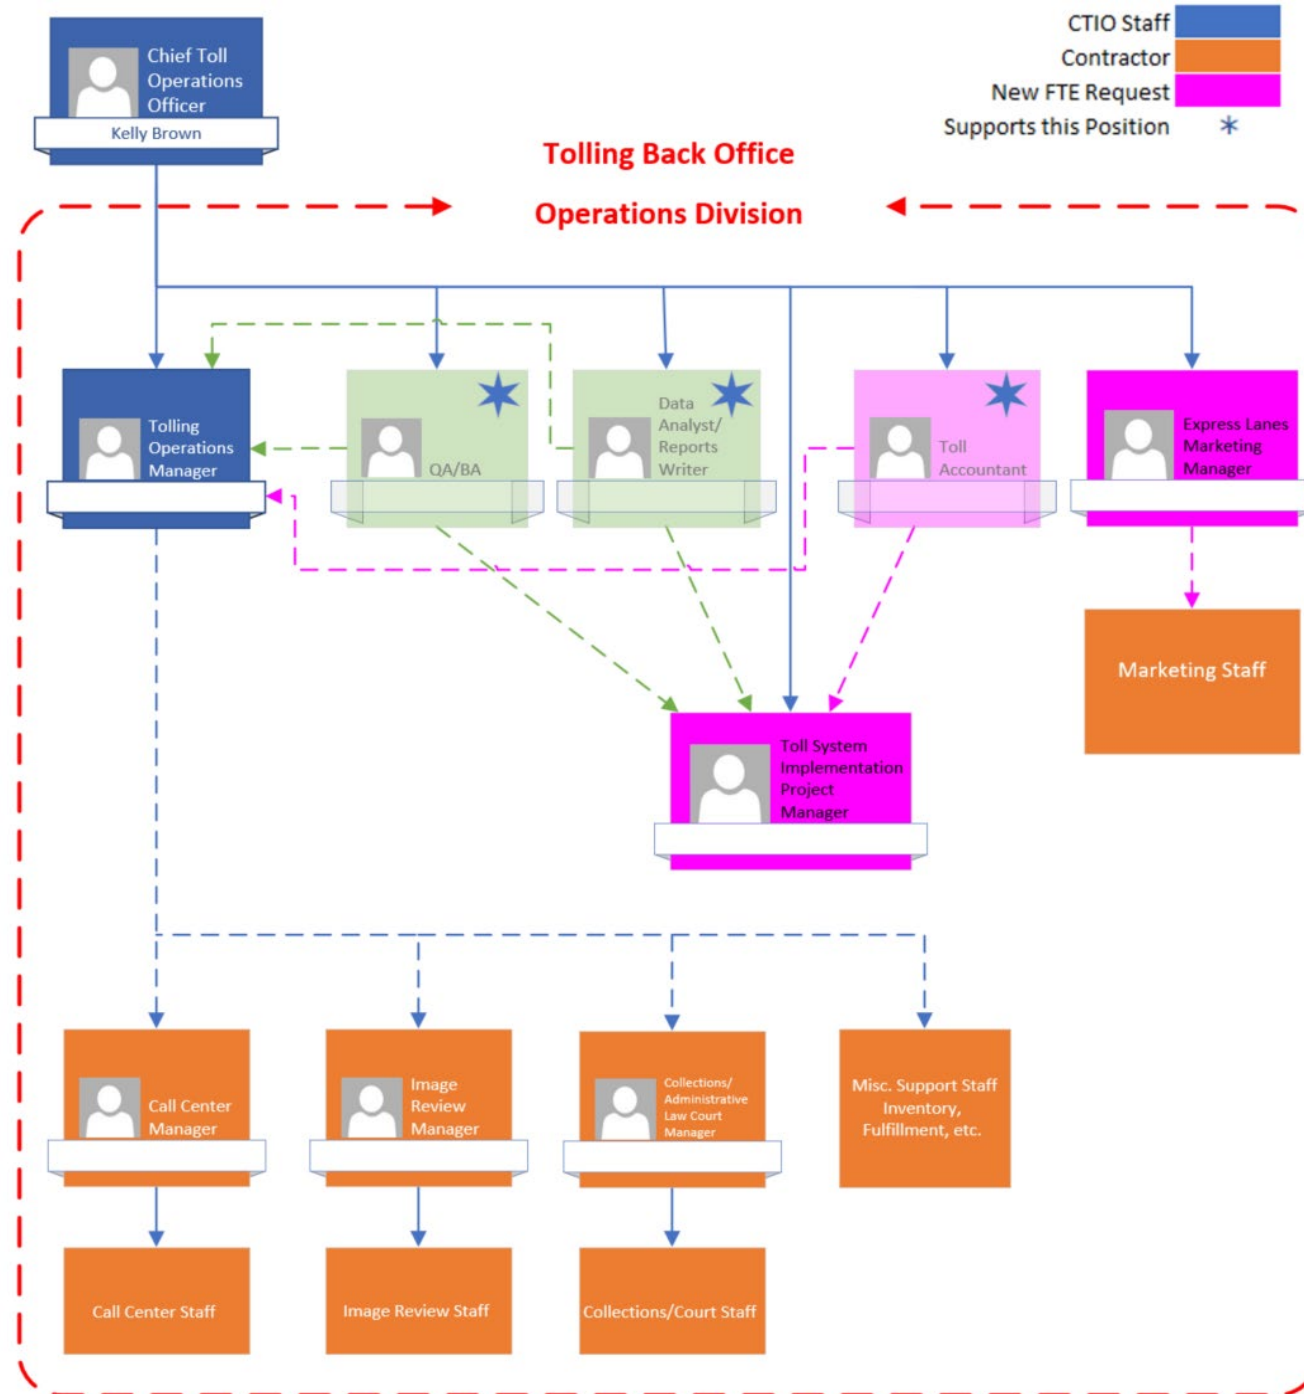 Chief Toll
Operations
Officer
Kelly Brown
CTIO Staff
Contractor
New FTE Request
Supports this Position
Tolling Back Office
Operations Division
Tolling
Operations
Manager
QA/BA
Data
Analyst/
Reports
Writer
Toll
Accountant
Express Lanes
Marketing
Manager
Marketing Staff
Toll System
Implementation
Project
Manager
Call Center
Manager
Image
Review
Manager
Collections/
Administrative
Law Court
Manager
Misc. Support Staff
Inventory,
Fulfillment, etc.
Call Center Staff
Image Review Staff
Collections/Court Staff